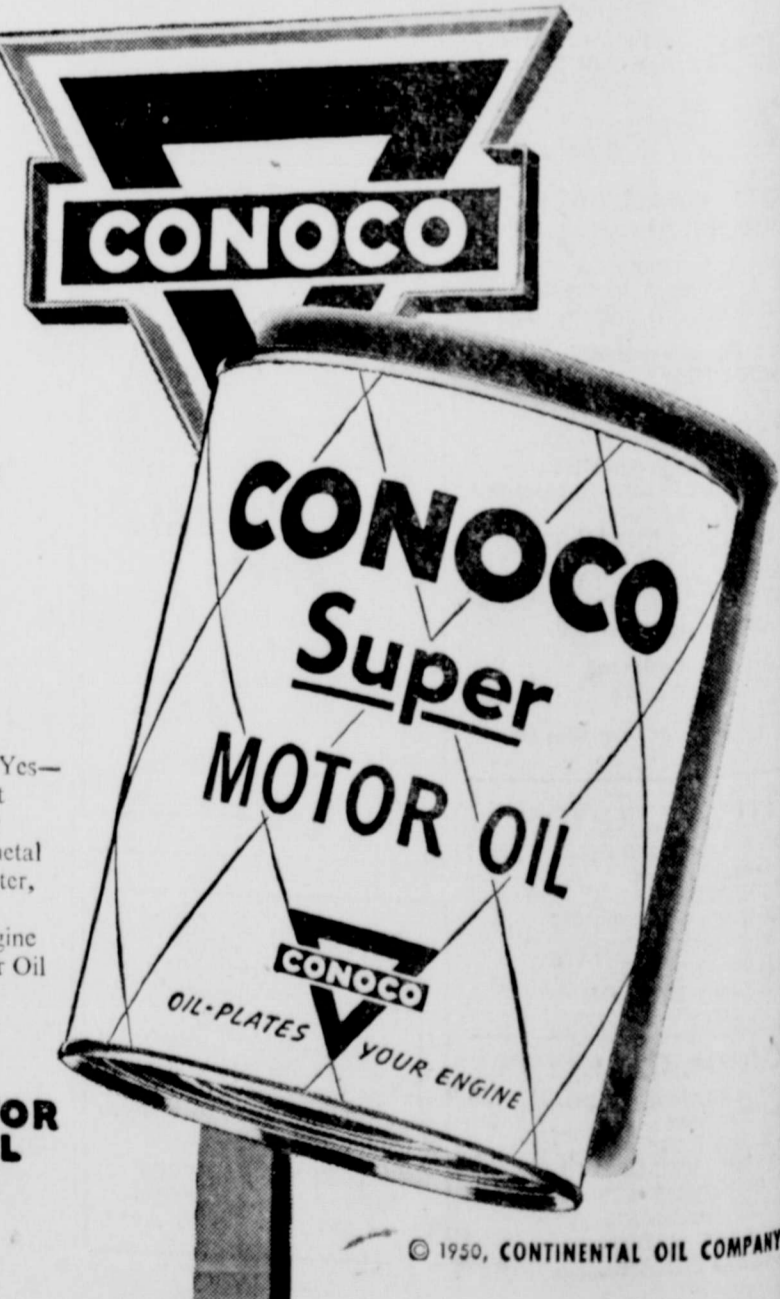 CONOCO
CONOCO
Super
MOTOR OIL
Yes—
CONOCO
OIL-PLATES YOUR ENGINE
r Oil
OR
L
© 1950, CONTINENTAL OIL COMPANY